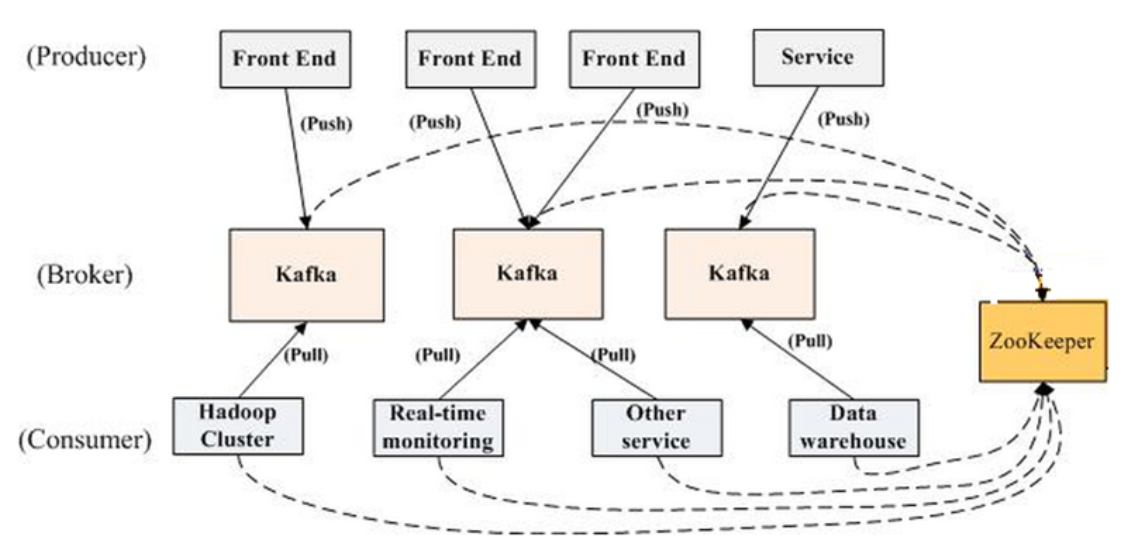 (Producer)
Front End
Front End
Front End
Service
(Push)
(Push)
(Push)
(Push)
(Broker)
Kafka
Kafka
Kafka
ZooKeeper
(Pull)
(Pull)
(Pull)
(Pull)
(Consumer)
Hadoop
Cluster
Real-time
monitoring
Other
service
Data
warehouse